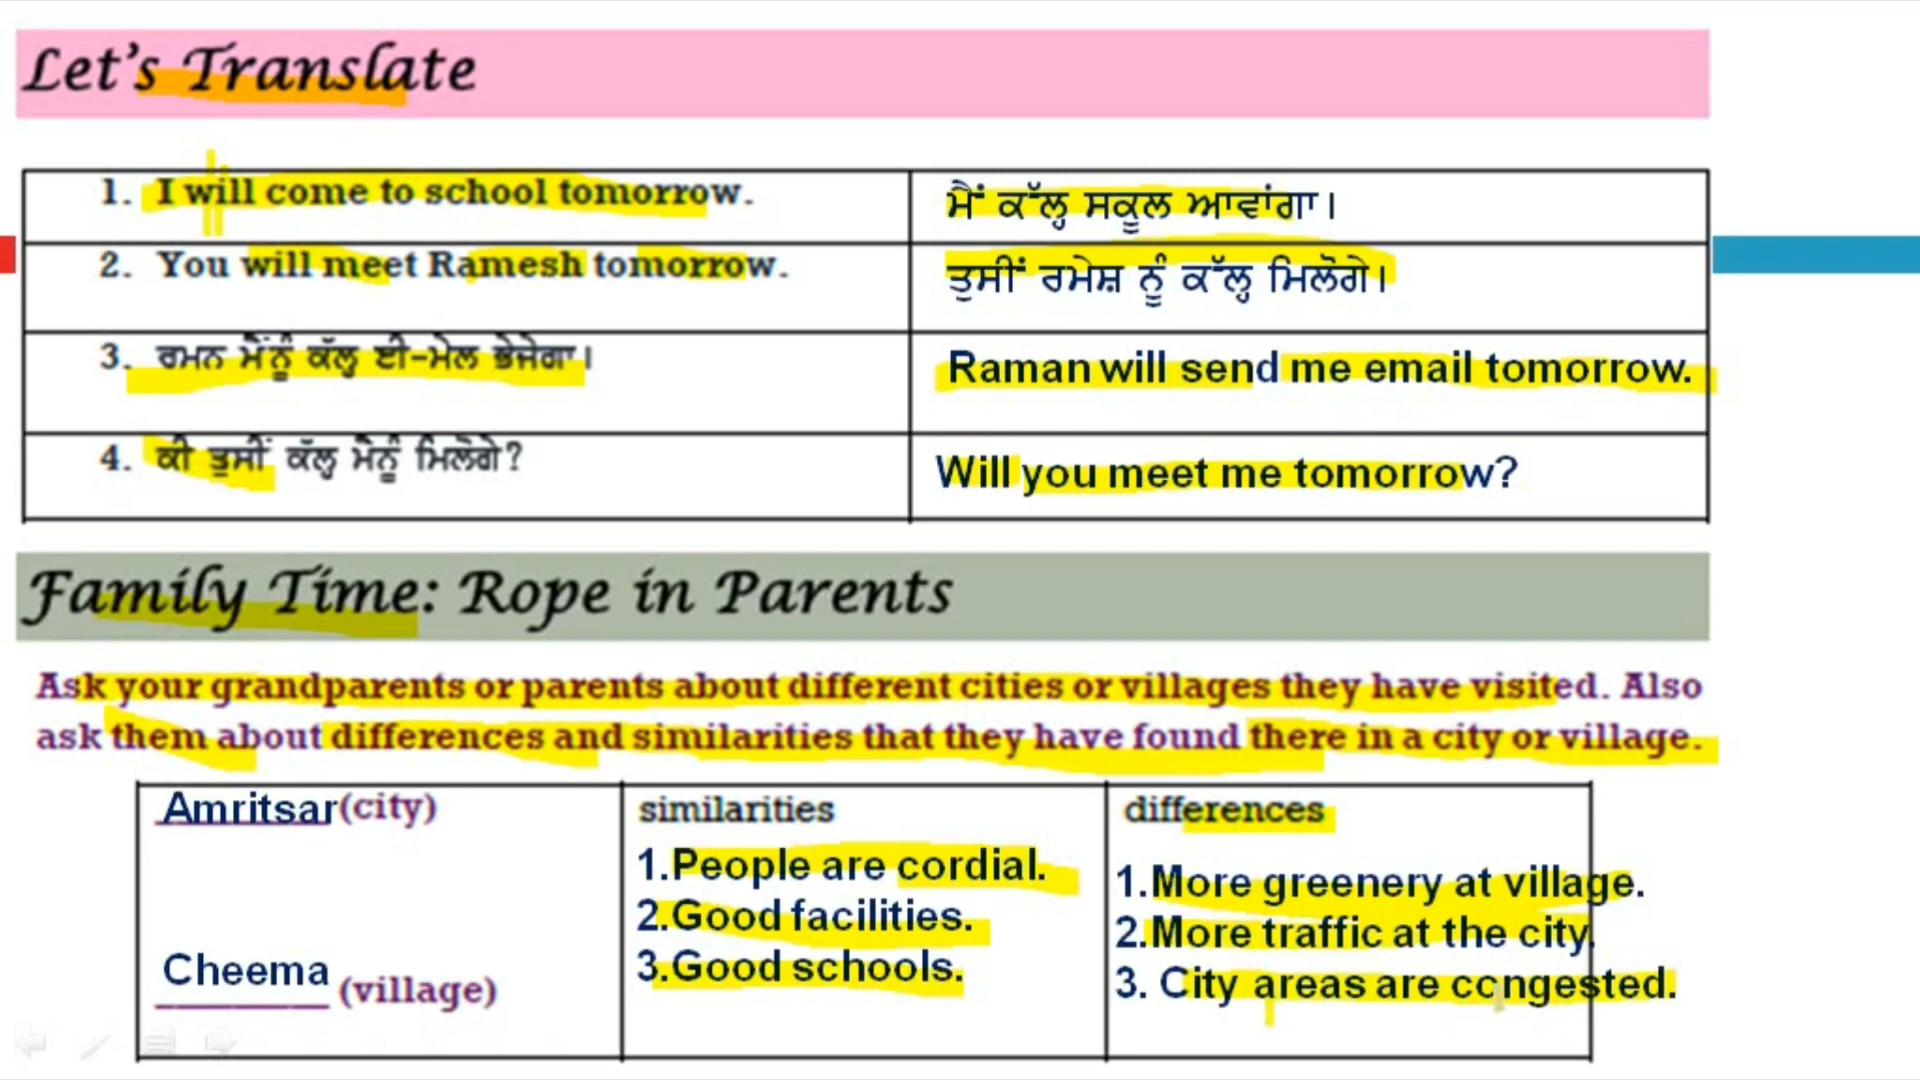 Let's Translate
1. I will come to school tomorrow.
ਮੈਂ ਕੱਲ੍ਹ ਸਕੂਲ ਆਵਾਂਗਾ।
2. You will meet Ramesh tomorrow.
ਤੁਸੀਂ ਰਮੇਸ਼ ਨੂੰ ਕੱਲ੍ਹ ਮਿਲੋਗੇ।
3. ਰਮਨ ਮੈਂਨੂੰ ਕੱਲ੍ਹ ਈ-ਮੇਲ ਭੇਜੇਗਾ।
Raman will send me email tomorrow.
4. ਕੀ ਤੁਸੀਂ ਕੱਲ੍ਹ ਮੈਨੂੰ ਮਿਲੋਗੇ?
Will you meet me tomorrow?
Family Time: Rope in Parents
Ask your grandparents or parents about different cities or villages they have visited. Also
ask them about differences and similarities that they have found there in a city or village.
Amritsar(city)
Cheema (village)
similarities
1.People are cordial.
2.Good facilities.
3.Good schools.
differences
1.More greenery at village.
2.More traffic at the city.
3. City areas are congested.